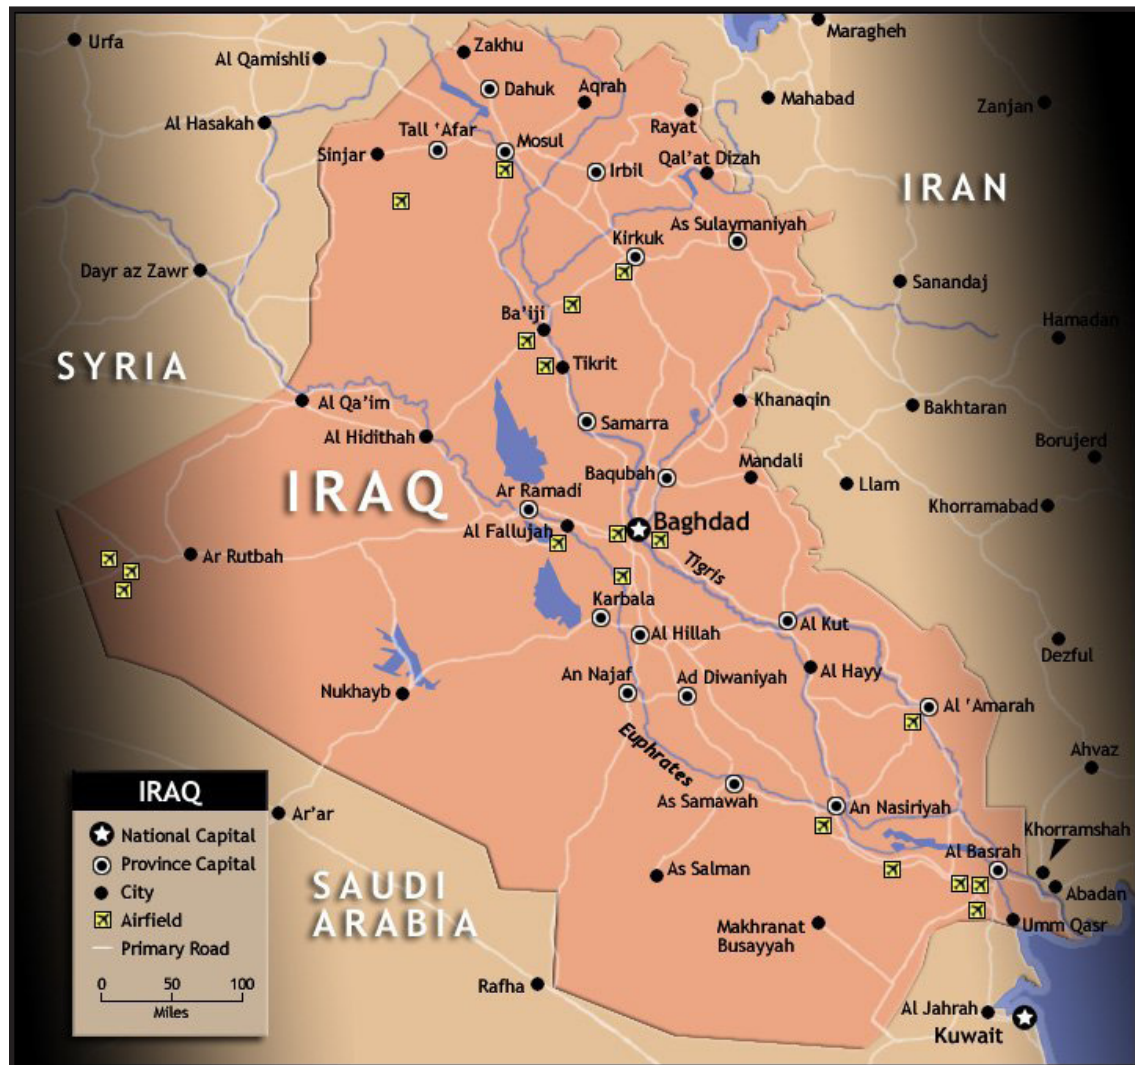 Urfa
Al Qamishli
Zakhu
Maragheh
Dahuk
Aqrah
Mahabad
Zanjan
Al Hasakah
Tall 'Afar
Mosul
Rayat
Sinjar
Irbil
Qal'at Dizah
IRAN
As Sulaymaniyah
Kirkuk
Dayr az Zawr
Sanandaj
Ba'iji
Hamadan
SYRIA
Tikrit
Al Qa'im
Khanaqin
Bakhtaran
Samarra
Al Hidithah
Borujerd
IRAQ
Baqubah
Mandali
Llam
Ar Ramadi
Khorramabad
Al Fallujah
Baghdad
Ar Rutbah
Tigris
Karbala
Al Hillah
Al Kut
Dezful
An Najaf
Ad Diwaniyah
Al Hayy
Nukhayb
Al 'Amarah
Euphrates
Ahvaz
As Samawah
An Nasiriyah
Ar'ar
Khorramshah
Al Basrah
As Salman
Abadan
SAUDI
ARABIA
Makhranat
Busayyah
Umm Qasr
Rafha
Al Jahrah
Kuwait
IRAQ
National Capital
Province Capital
City
Airfield
Primary Road
0 50 100
Miles